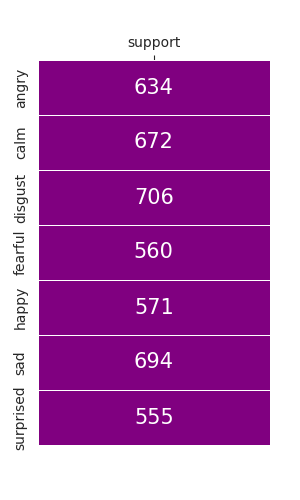 support
angry 634
calm 672
disgust 706
fearful 560
happy 571
sad 694
surprised 555